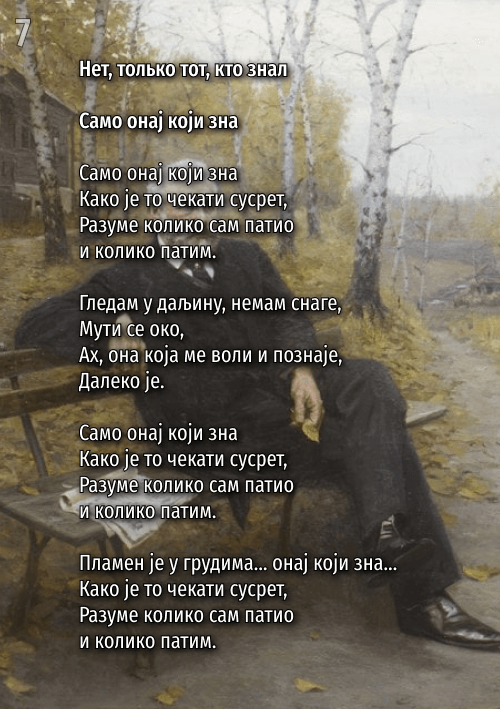 7
Нет, только тот, кто знал
Само онај који зна
Само онај који зна
Како је то чекати сусрет,
Разуме колико сам патио
и колико патим.
Гледам у даљину, немам снаге,
Мути се око,
Ах, она која ме воли и познаје,
Далеко је.
Само онај који зна
Како је то чекати сусрет,
Разуме колико сам патио
и колико патим.
Пламен је у грудима... онај који зна...
Како је то чекати сусрет,
Разуме колико сам патио
и колико патим.